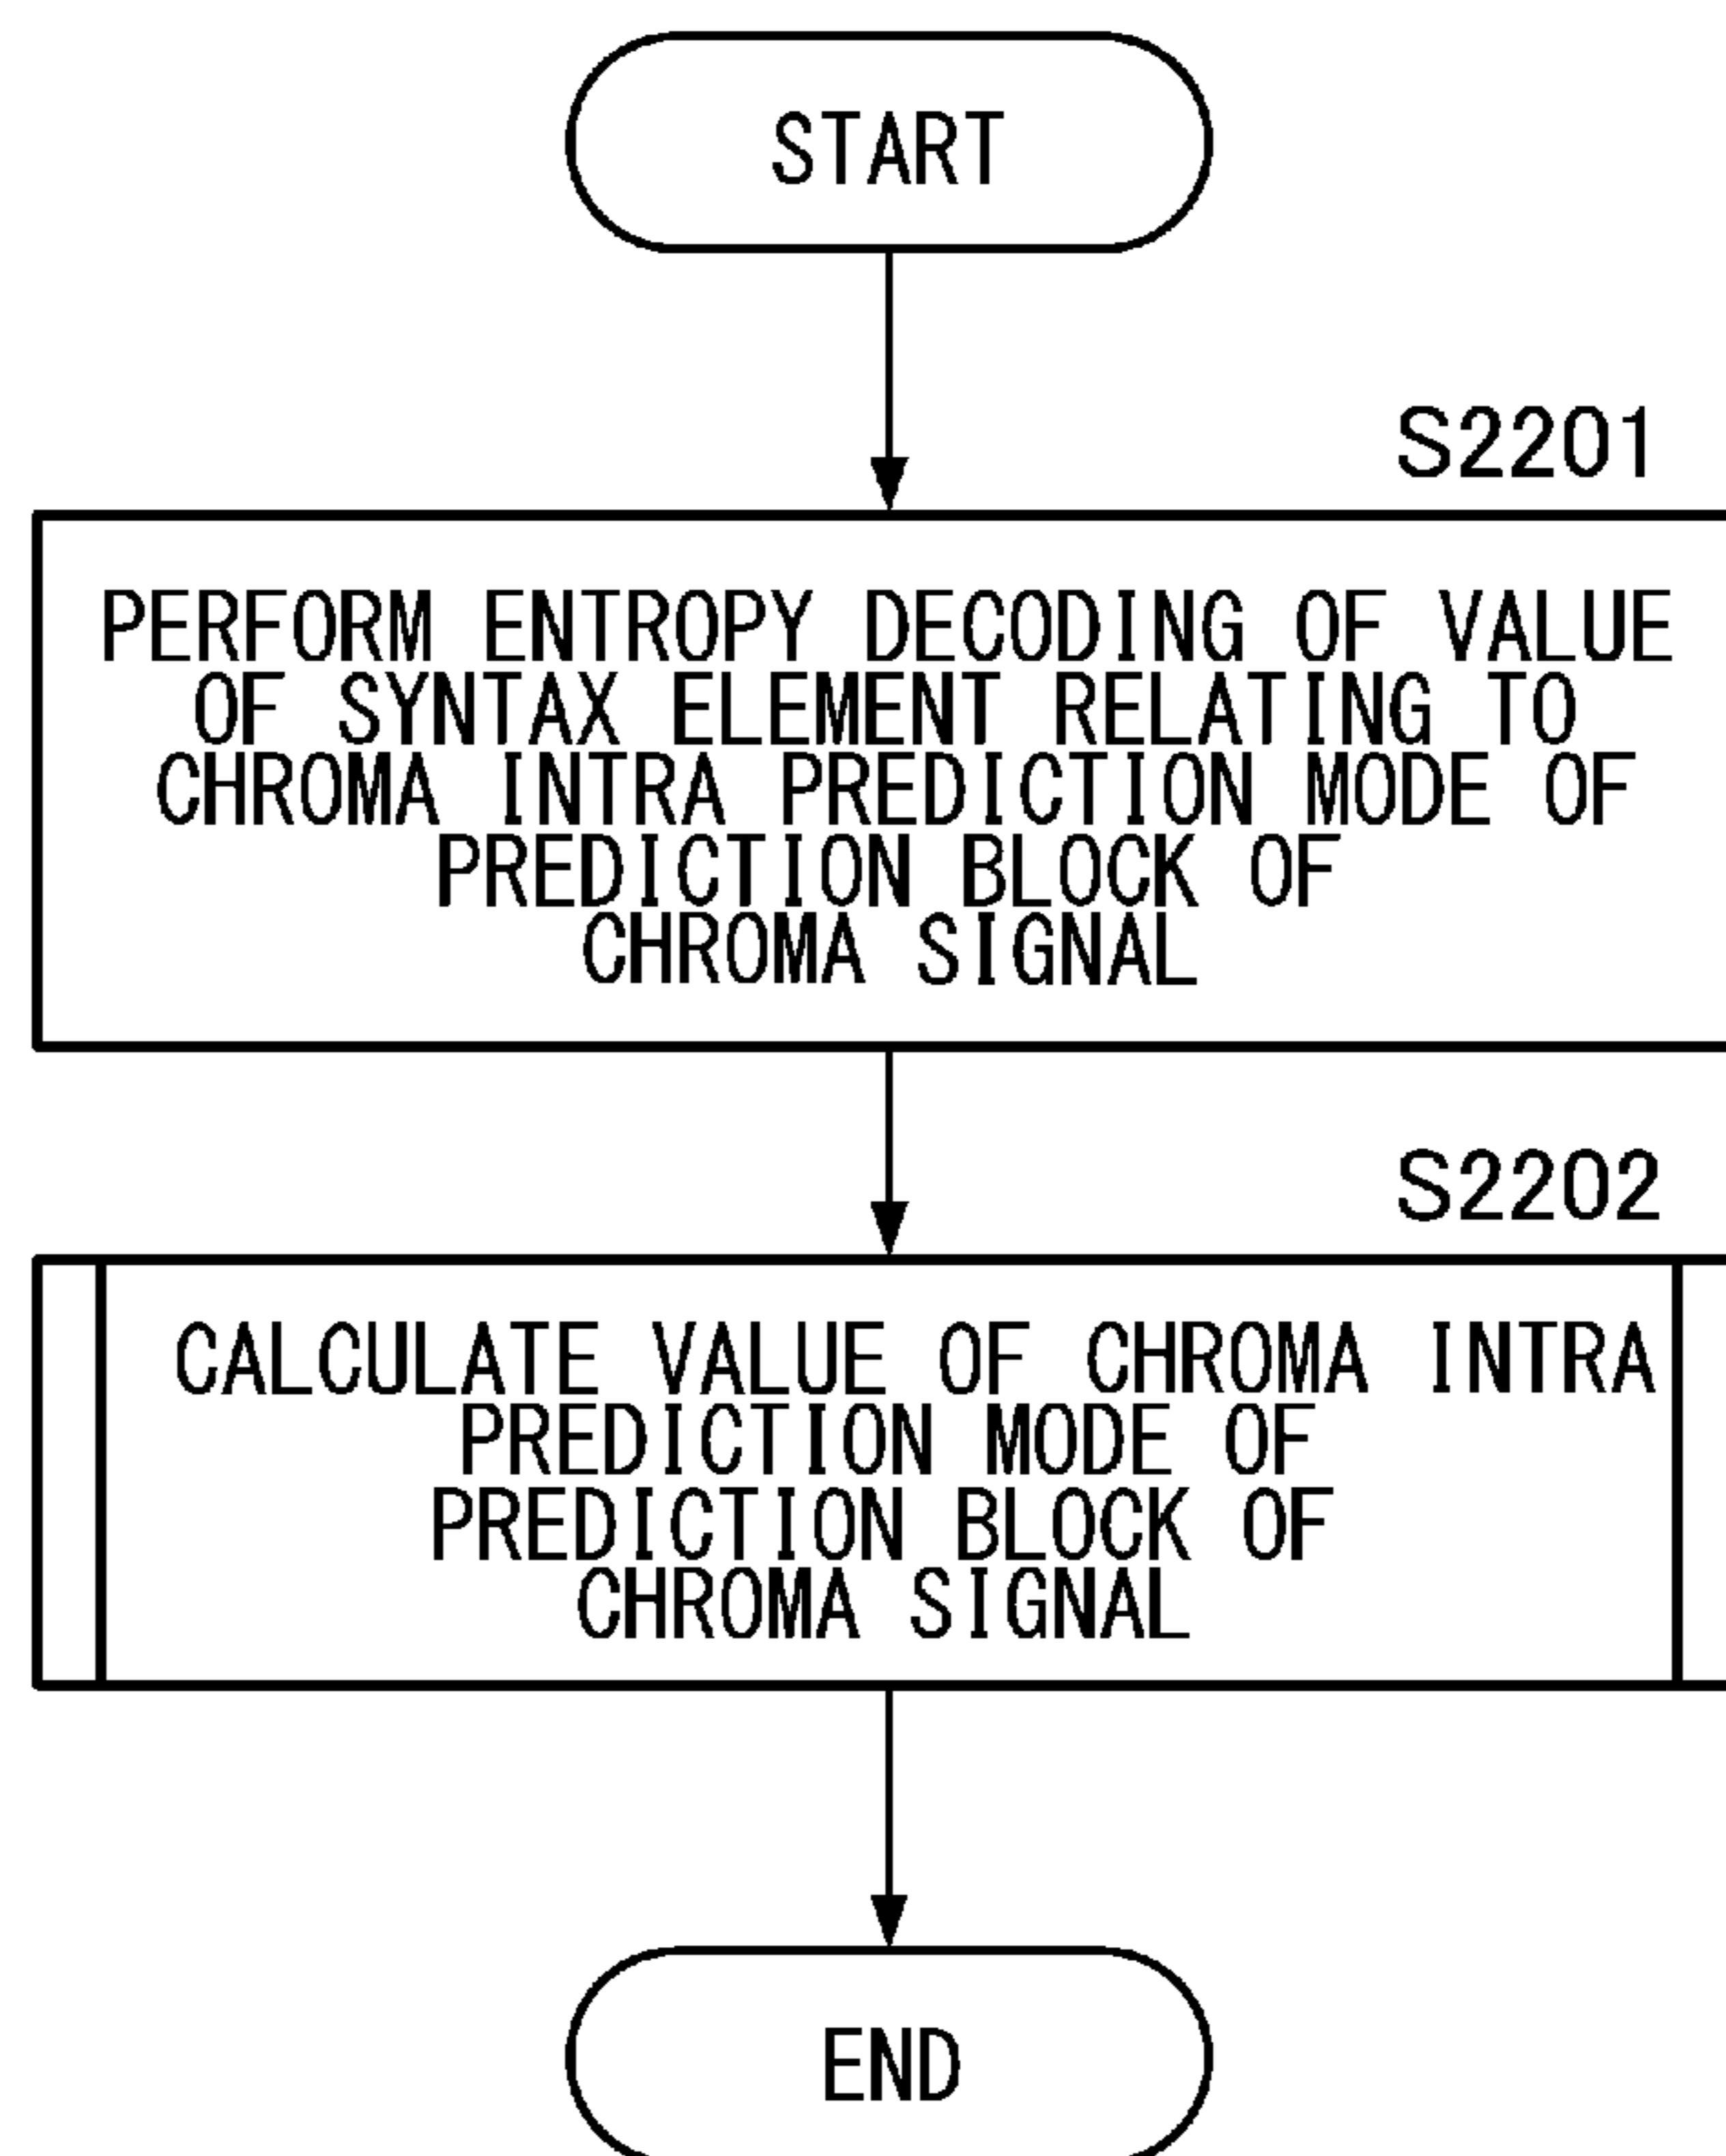 START
S2201
PERFORM ENTROPY DECODING OF VALUE
OF SYNTAX ELEMENT RELATING TO
CHROMA INTRA PREDICTION MODE OF
PREDICTION BLOCK OF
CHROMA SIGNAL
S2202
CALCULATE VALUE OF CHROMA INTRA
PREDICTION MODE OF
PREDICTION BLOCK OF
CHROMA SIGNAL
END